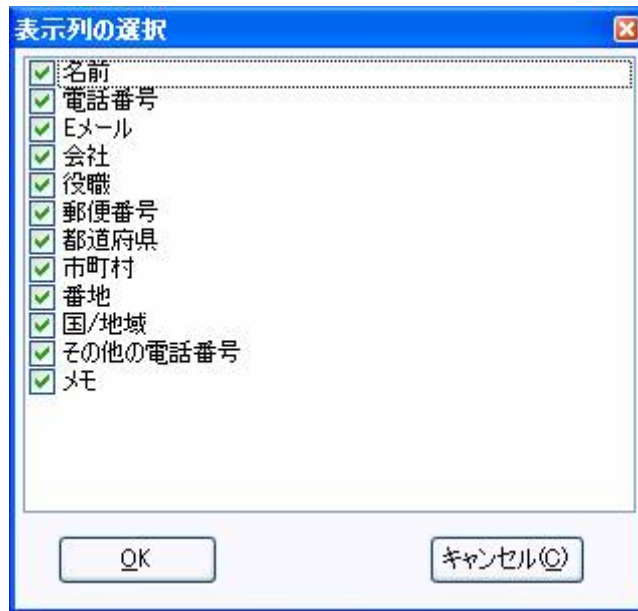 表示列の選択
名前
電話番号
Eメール
会社
役職
郵便番号
都道府県
市町村
番地
国/地域
その他の電話番号
メモ
OK
キャンセル(C)